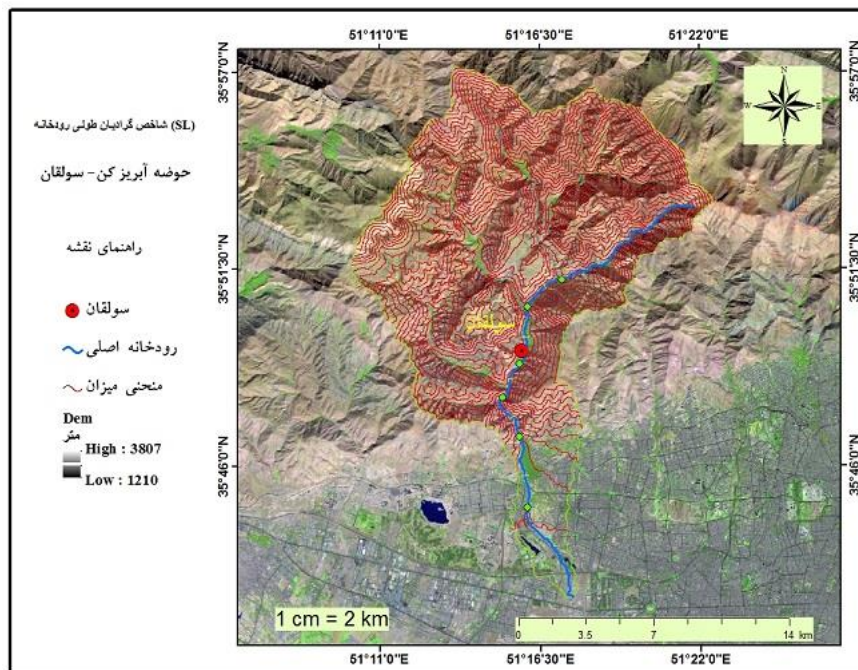 51°11'0"E 51°16'30"E 51°22'0"E
35°57'0"N 35°57'0"N
N
W E
S
شاخص گرادیان طولی رودخانه (SL)
حوضه آبریز کن - سولقان
راهنمای نقشه
سولقان
رودخانه اصلی
منحنی میزان
Dem
متر
High : 3807
Low : 1210
35°51'30"N 35°51'30"N
سولقان
35°46'0"N 35°46'0"N
1 cm = 2 km
0 3.5 7 14 km
51°11'0"E 51°16'30"E 51°22'0"E